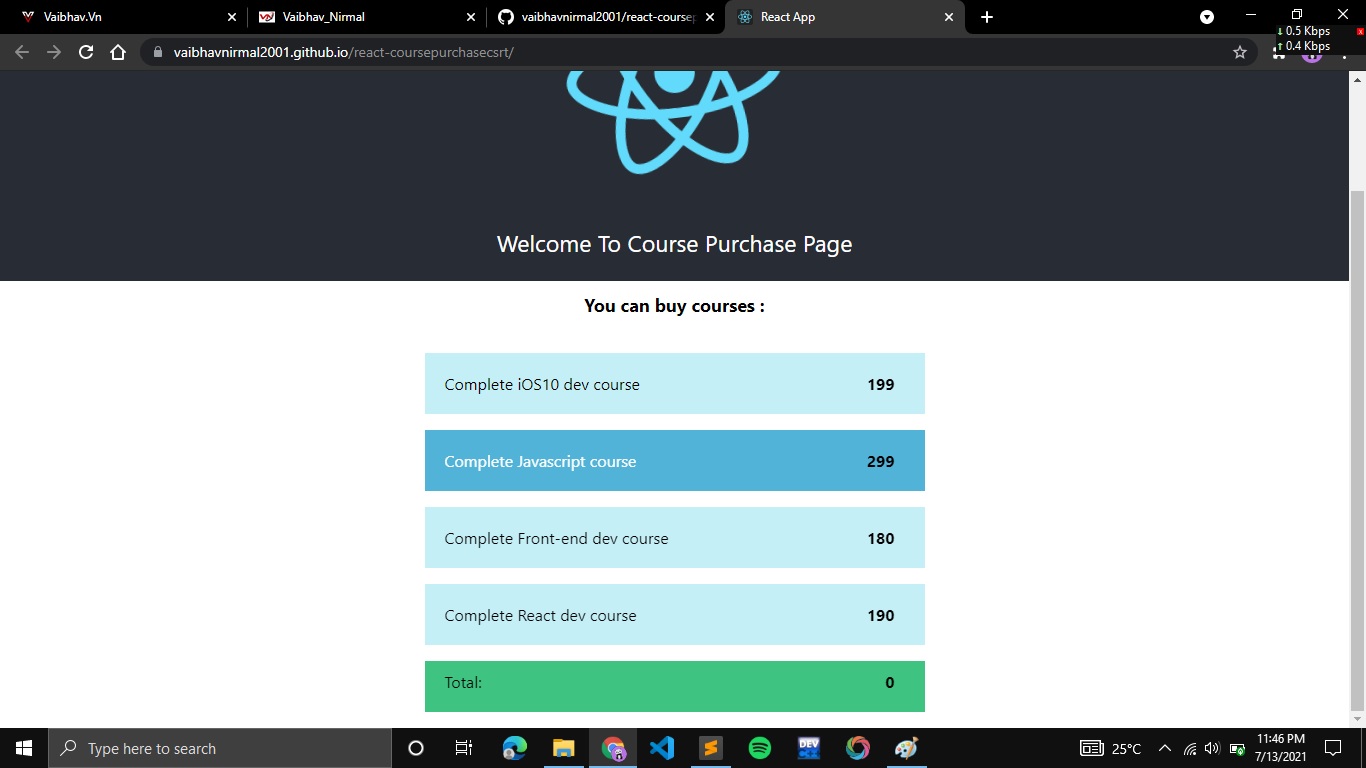 Vaibhav.Vn
Vaibhav_Nirmal
vaibhavnirmal2001/react-coursep
React App
0.5 Kbps
0.4 Kbps
vaibhavnirmal2001.github.io/react-coursepurchasecsrt/
Welcome To Course Purchase Page
You can buy courses :
Complete iOS10 dev course 199
Complete Javascript course 299
Complete Front-end dev course 180
Complete React dev course 190
Total: 0
Type here to search
DEV
25°C
11:46 PM
7/13/2021